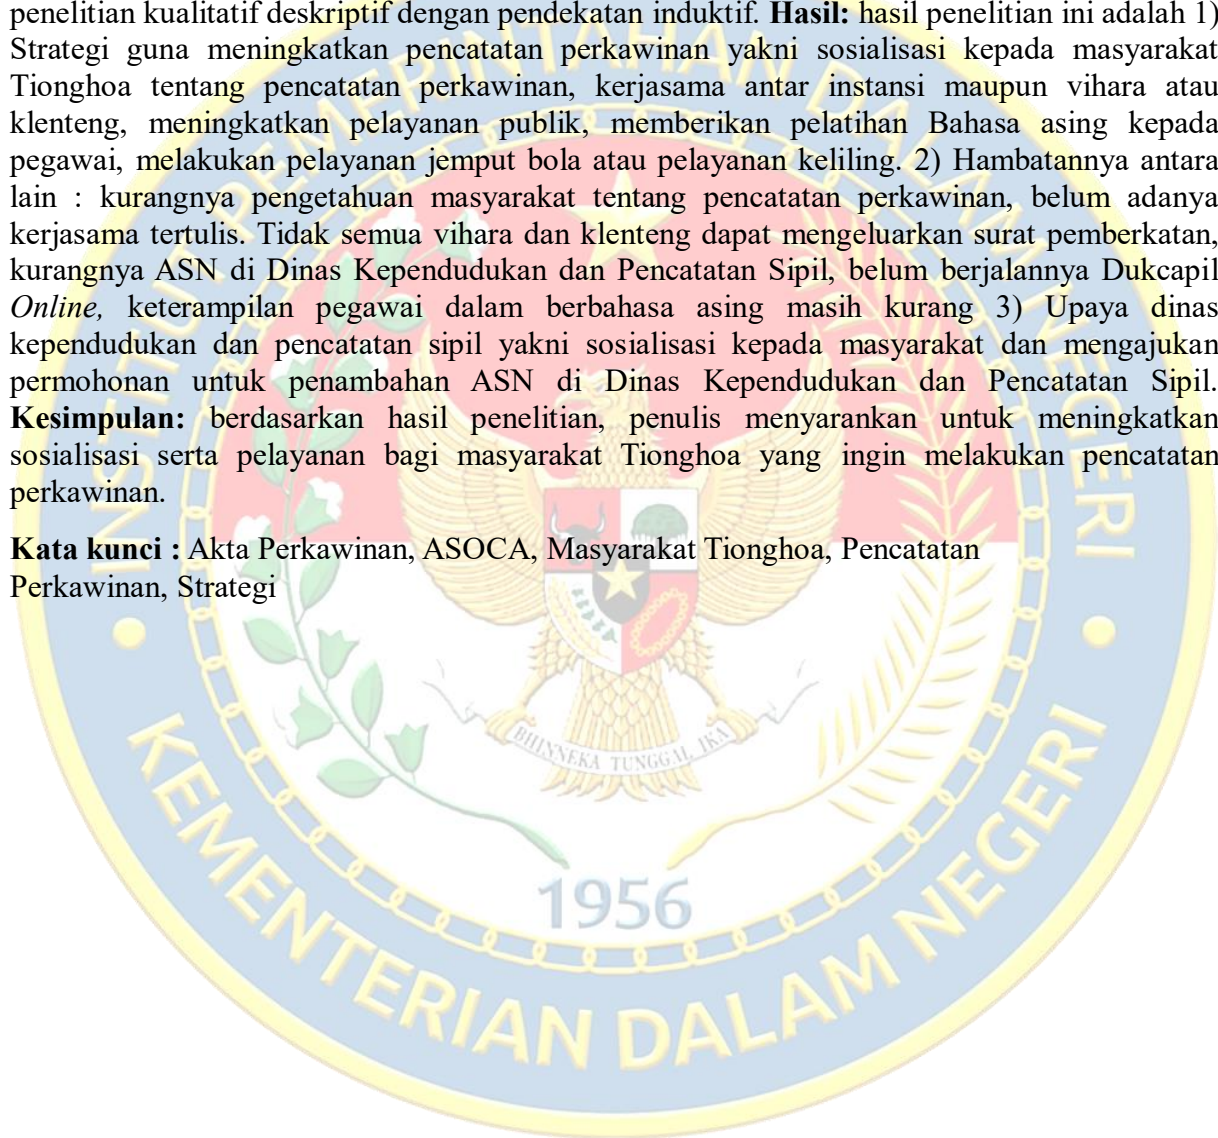 penelitian kualitatif deskriptif dengan pendekatan induktif. Hasil: hasil penelitian ini adalah 1)
Strategi guna meningkatkan pencatatan perkawinan yakni sosialisasi kepada masyarakat
Tionghoa tentang pencatatan perkawinan, kerjasama antar instansi maupun vihara atau
klenteng, meningkatkan pelayanan publik, memberikan pelatihan Bahasa asing kepada
pegawai, melakukan pelayanan jemput bola atau pelayanan keliling. 2) Hambatannya antara
lain : kurangnya pengetahuan masyarakat tentang pencatatan perkawinan, belum adanya
kerjasama tertulis. Tidak semua vihara dan klenteng dapat mengeluarkan surat pemberkatan,
kurangnya ASN di Dinas Kependudukan dan Pencatatan Sipil, belum berjalannya Dukcapil
Online, keterampilan pegawai dalam berbahasa asing masih kurang 3) Upaya dinas
kependudukan dan pencatatan sipil yakni sosialisasi kepada masyarakat dan mengajukan
permohonan untuk penambahan ASN di Dinas Kependudukan dan Pencatatan Sipil.
Kesimpulan: berdasarkan hasil penelitian, penulis menyarankan untuk meningkatkan
sosialisasi serta pelayanan bagi masyarakat Tionghoa yang ingin melakukan pencatatan
perkawinan.
Kata kunci : Akta Perkawinan, ASOCA, Masyarakat Tionghoa, Pencatatan
Perkawinan, Strategi
INSTITUT PEMERINTAHAN DALAM NEGERI
BHINNEKA TUNGGAL IKA
1956
KEMENTERIAN DALAM NEGERI